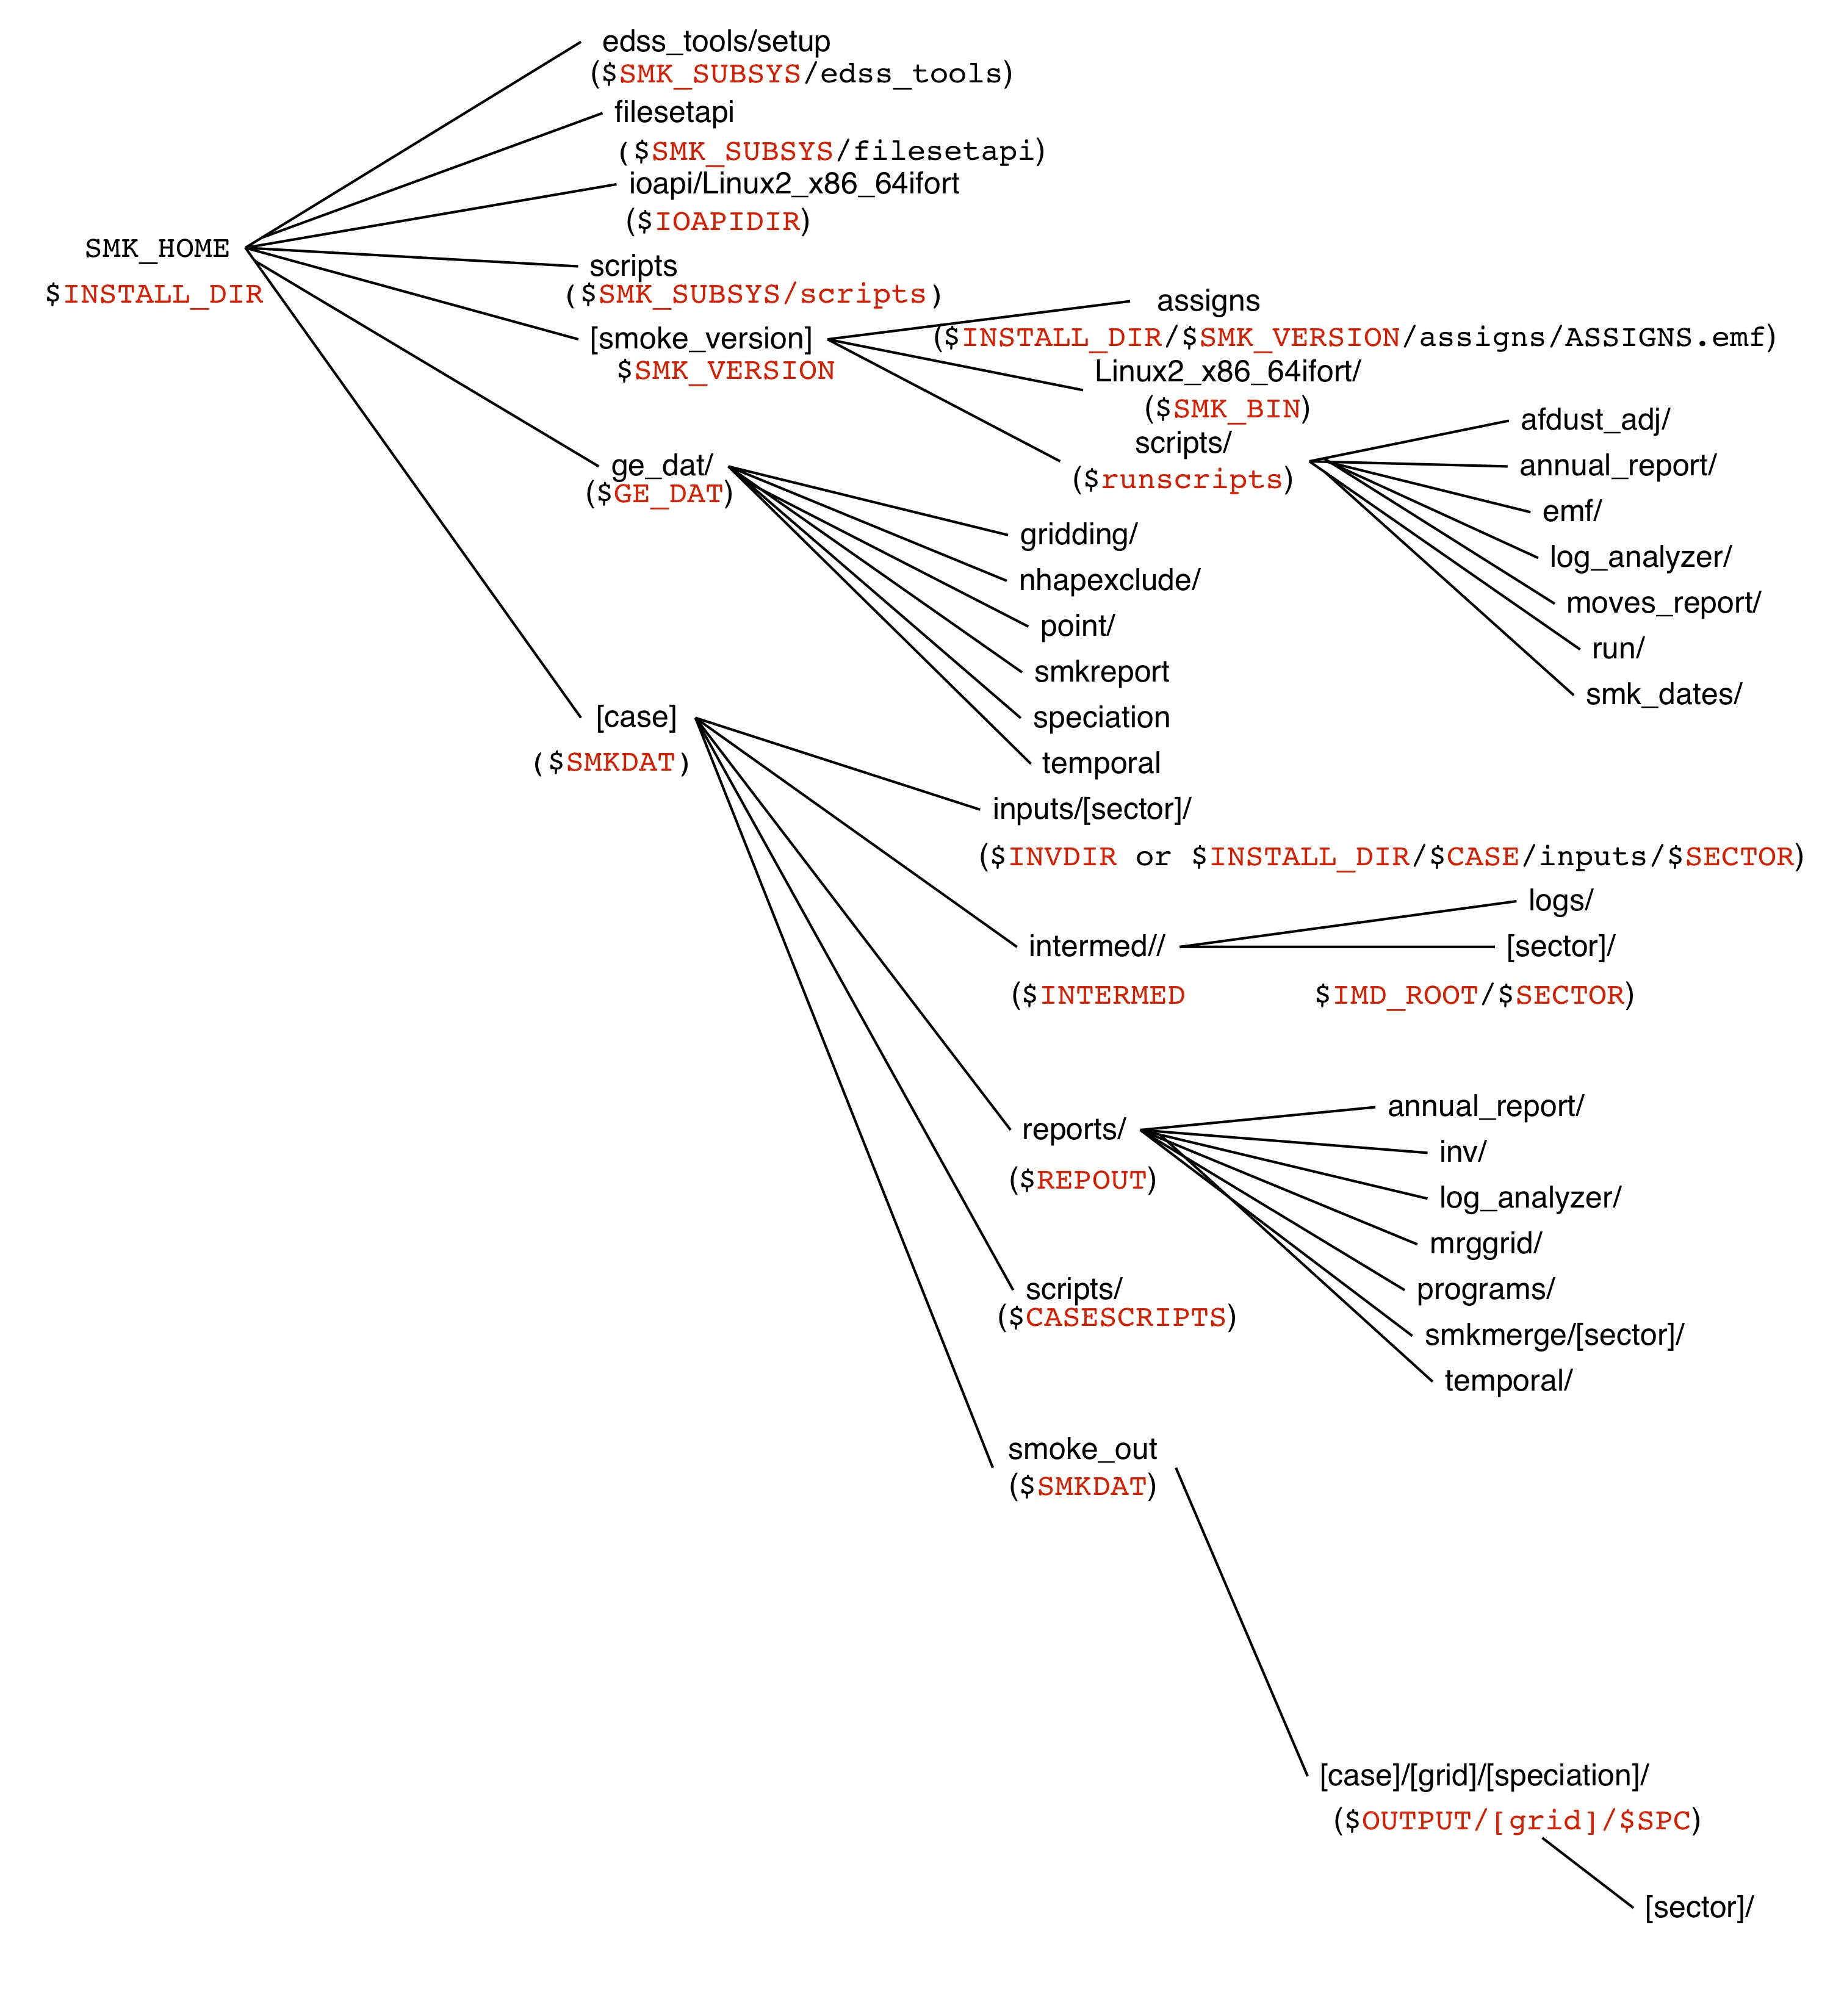 edss_tools/setup
($SMK_SUBSYS/edss_tools)
filesetapi
($SMK_SUBSYS/filesetapi)
ioapi/Linux2_x86_64ifort
($IOAPIDIR)
SMK_HOME
$INSTALL_DIR
scripts
($SMK_SUBSYS/scripts)
[smoke_version]
$SMK_VERSION
assigns
($INSTALL_DIR/$SMK_VERSION/assigns/ASSIGNS.emf)
Linux2_x86_64ifort/
($SMK_BIN)
scripts/
($runscripts)
afdust_adj/
annual_report/
emf/
log_analyzer/
moves_report/
run/
smk_dates/
ge_dat/
($GE_DAT)
gridding/
nhapexclude/
point/
smkreport
speciation
temporal
[case]
($SMKDAT)
inputs/[sector]/
($INVDIR or $INSTALL_DIR/$CASE/inputs/$SECTOR)
logs/
intermed// [sector]/
($INTERMED $IMD_ROOT/$SECTOR)
reports/
($REPOUT)
annual_report/
inv/
log_analyzer/
mrggrid/
programs/
smkmerge/[sector]/
temporal/
scripts/
($CASESCRIPTS)
smoke_out
($SMKDAT)
[case]/[grid]/[speciation]/
($OUTPUT/[grid]/$SPC)
[sector]/